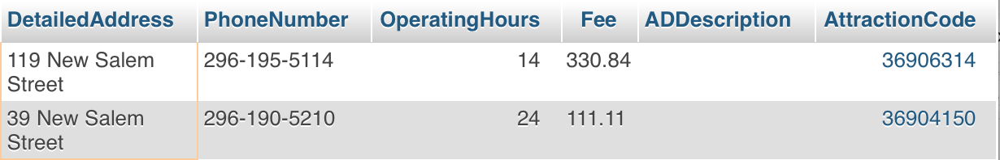 DetailedAddress PhoneNumber OperatingHours Fee ADDescription AttractionCode
119 New Salem Street 296-195-5114 14 330.84 36906314
39 New Salem Street 296-190-5210 24 111.11 36904150